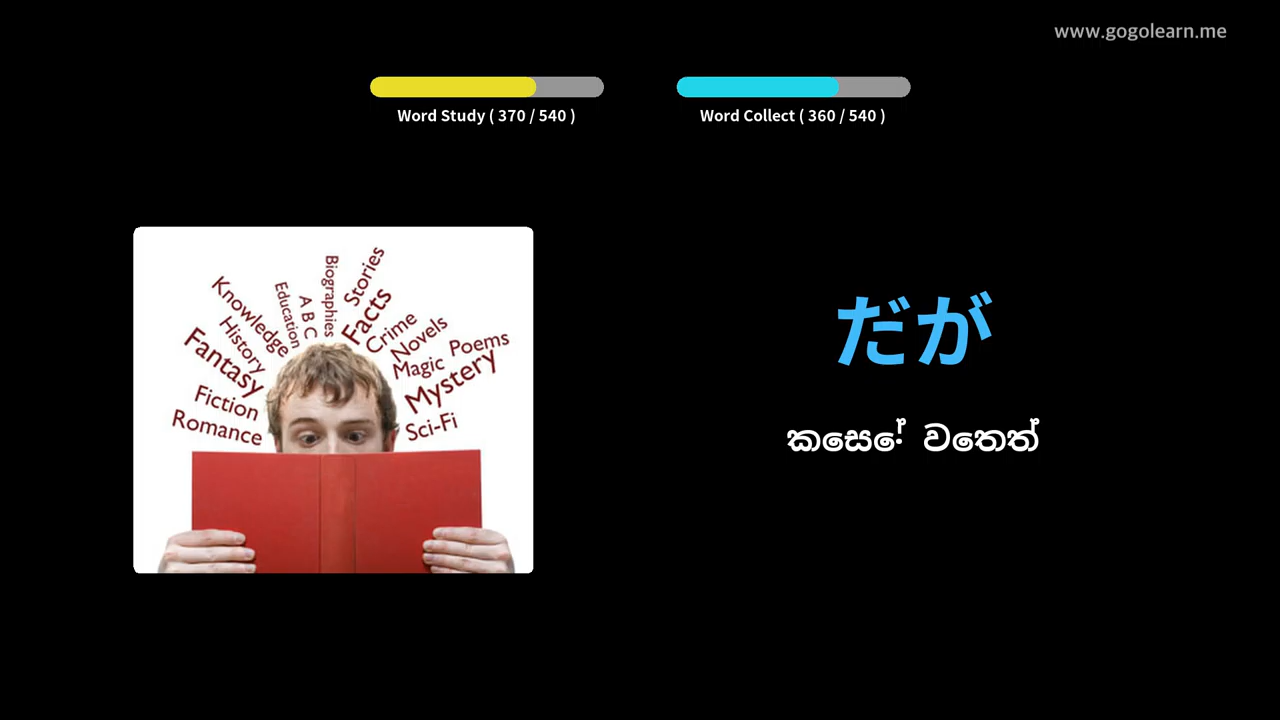 www.gogolearn.me
Word Study ( 370 / 540 )
Word Collect ( 360 / 540 )
Romance
Fiction
Fantasy
History
Knowledge
Education
A B C
Biographies
Stories
Facts
Crime
Novels
Magic
Poems
Mystery
Sci-Fi
だが
කෙසේ වෙතත්